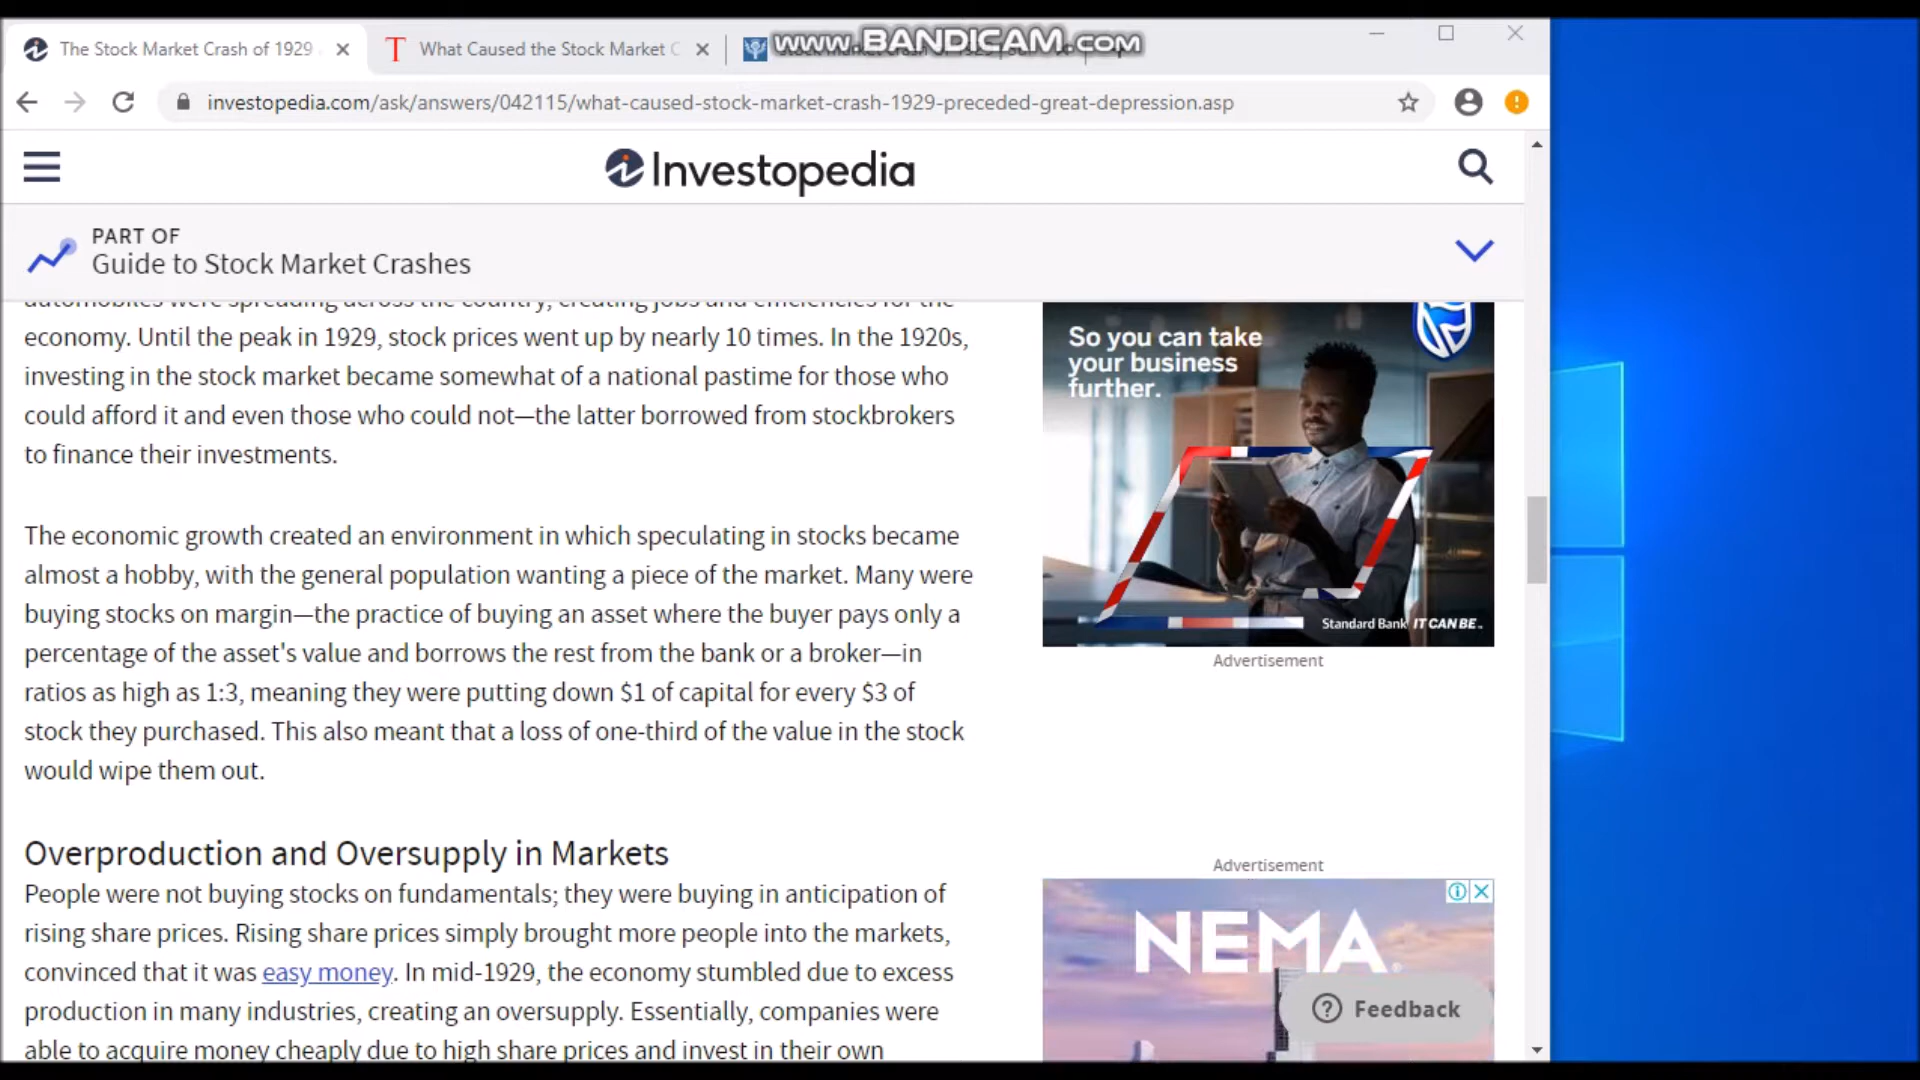 The Stock Market Crash of 1929
What Caused the Stock Market C
www.BANDICAM.com
investopedia.com/ask/answers/042115/what-caused-stock-market-crash-1929-preceded-great-depression.asp
Investopedia
PART OF
Guide to Stock Market Crashes
automobiles were spreading across the country, creating jobs and efficiencies for the
economy. Until the peak in 1929, stock prices went up by nearly 10 times. In the 1920s,
investing in the stock market became somewhat of a national pastime for those who
could afford it and even those who could not—the latter borrowed from stockbrokers
to finance their investments.
The economic growth created an environment in which speculating in stocks became
almost a hobby, with the general population wanting a piece of the market. Many were
buying stocks on margin—the practice of buying an asset where the buyer pays only a
percentage of the asset's value and borrows the rest from the bank or a broker—in
ratios as high as 1:3, meaning they were putting down $1 of capital for every $3 of
stock they purchased. This also meant that a loss of one-third of the value in the stock
would wipe them out.
Overproduction and Oversupply in Markets
People were not buying stocks on fundamentals; they were buying in anticipation of
rising share prices. Rising share prices simply brought more people into the markets,
convinced that it was easy money. In mid-1929, the economy stumbled due to excess
production in many industries, creating an oversupply. Essentially, companies were
able to acquire money cheaply due to high share prices and invest in their own
So you can take
your business
further.
Standard Bank IT CAN BE™
Advertisement
Advertisement
NEMA
Feedback